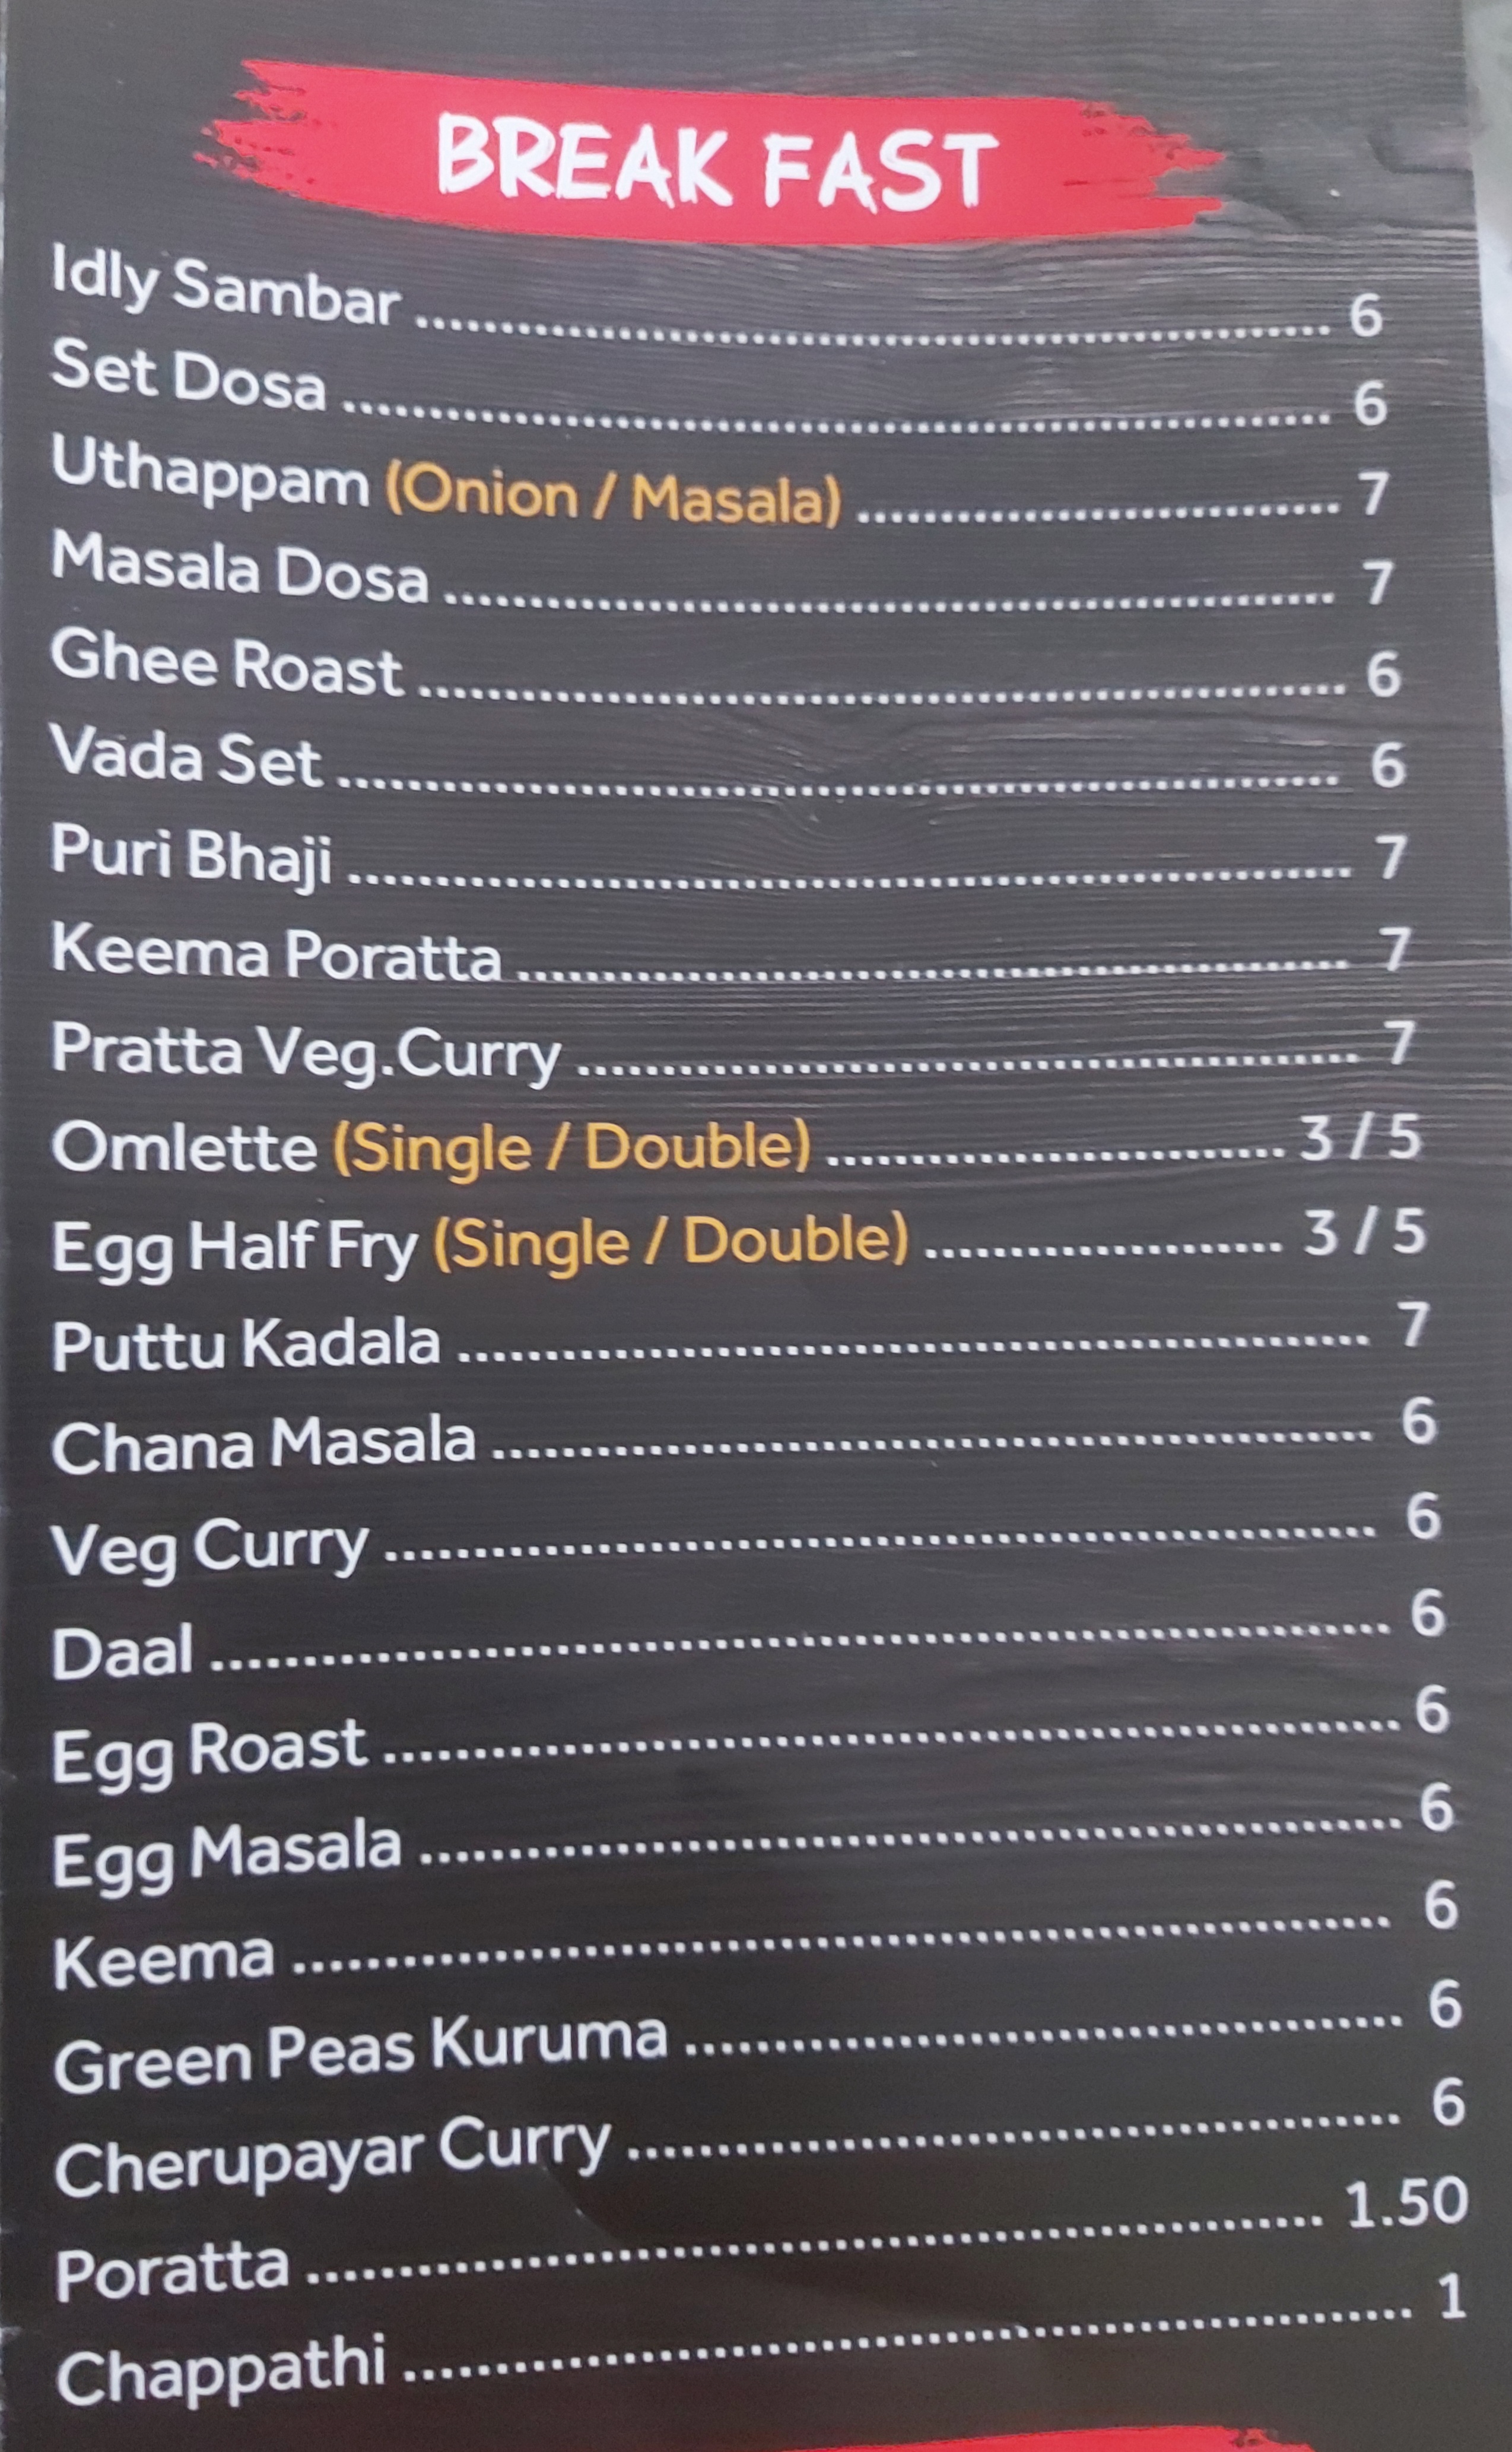 BREAK FAST
Idly Sambar ........ 6
Set Dosa ........ 6
Uthappam (Onion / Masala) ........ 7
Masala Dosa ........ 7
Ghee Roast ........ 6
Vada Set ........ 6
Puri Bhaji ........ 7
Keema Poratta ........ 7
Pratta Veg.Curry ........ 7
Omlette (Single / Double) ........ 3 / 5
Egg Half Fry (Single / Double) ........ 3 / 5
Puttu Kadala ........ 7
Chana Masala ........ 6
Veg Curry ........ 6
Daal ........ 6
Egg Roast ........ 6
Egg Masala ........ 6
Keema ........ 6
Green Peas Kuruma ........ 6
Cherupayar Curry ........ 6
Poratta ........ 1.50
Chappathi ........ 1